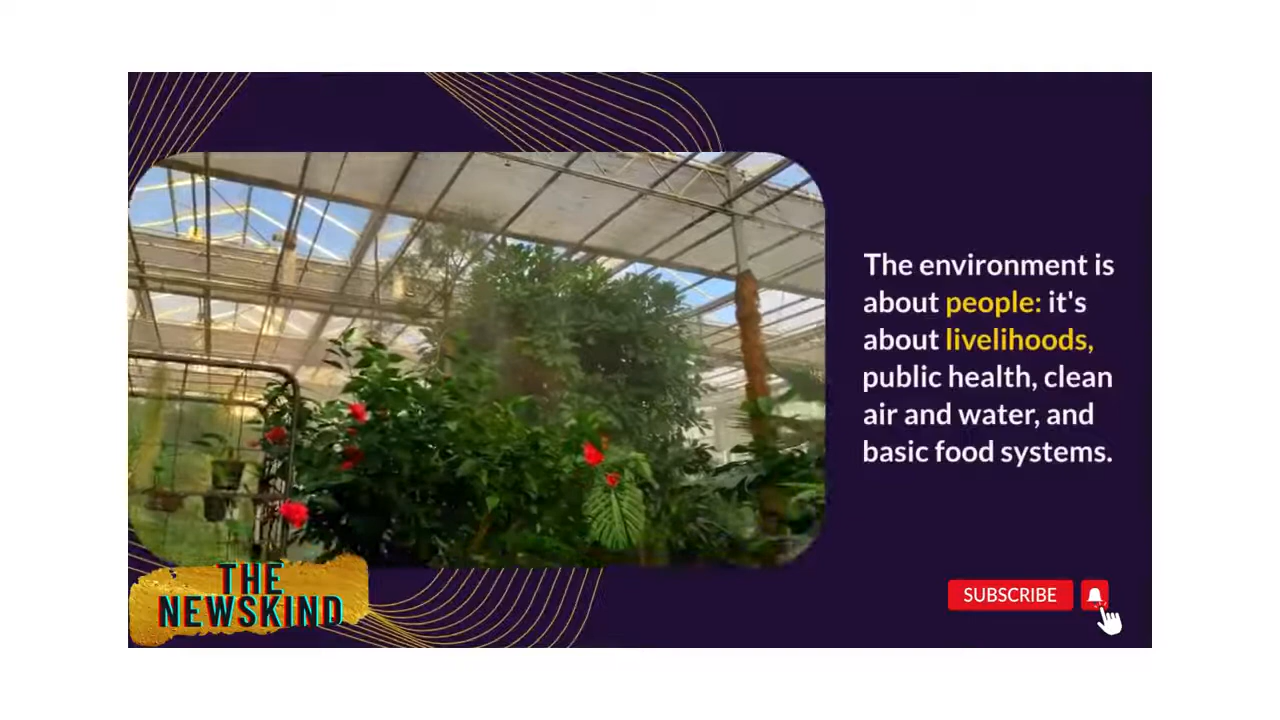 The environment is
about people: it's
about livelihoods,
public health, clean
air and water, and
basic food systems.
THE
NEWSKIND
SUBSCRIBE